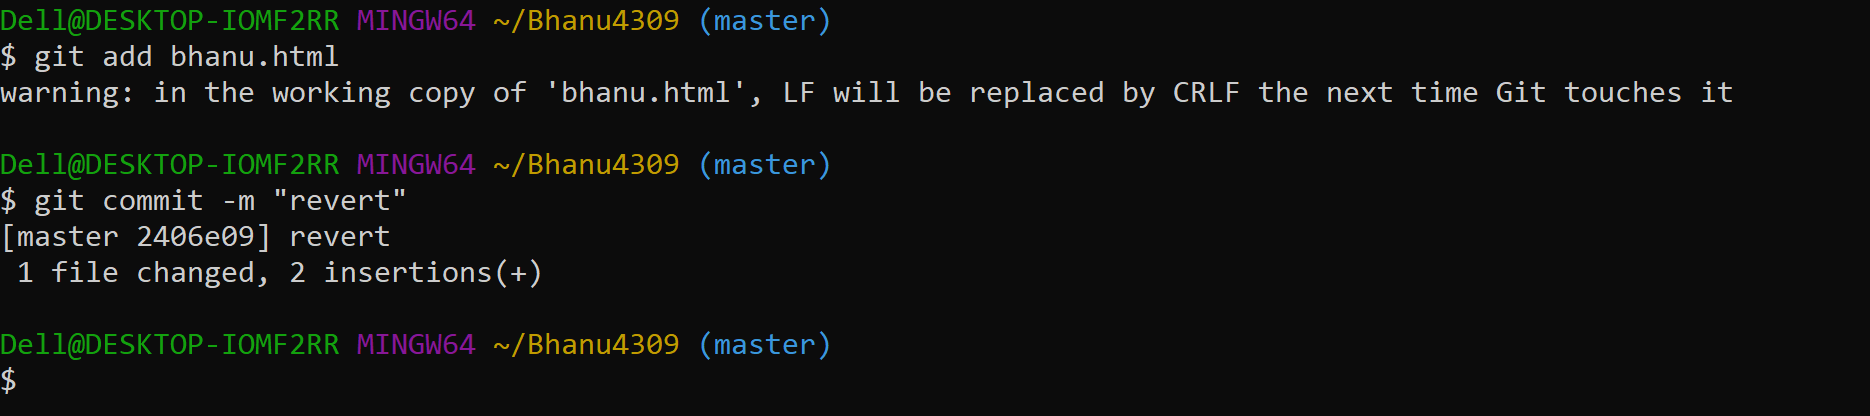 Dell@DESKTOP-IOMF2RR MINGW64 ~/Bhanu4309 (master)
$ git add bhanu.html
warning: in the working copy of 'bhanu.html', LF will be replaced by CRLF the next time Git touches it
Dell@DESKTOP-IOMF2RR MINGW64 ~/Bhanu4309 (master)
$ git commit -m "revert"
[master 2406e09] revert
 1 file changed, 2 insertions(+)
Dell@DESKTOP-IOMF2RR MINGW64 ~/Bhanu4309 (master)
$